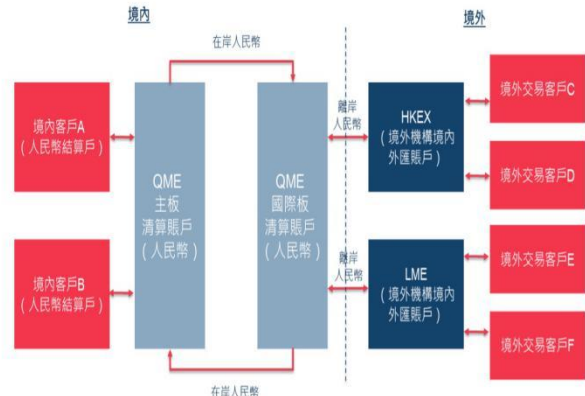 境內
境外
在岸人民幣
境內客戶A
（人民幣結算戶）
境內客戶B
（人民幣結算戶）
QME
主板
清算賬戶
（人民幣）
QME
國際板
清算賬戶
（人民幣）
離岸
人民幣
離岸
人民幣
HKEX
（境外機構境內
外匯賬戶）
LME
（境外機構境內
外匯賬戶）
境外交易客戶C
境外交易客戶D
境外交易客戶E
境外交易客戶F
在岸人民幣